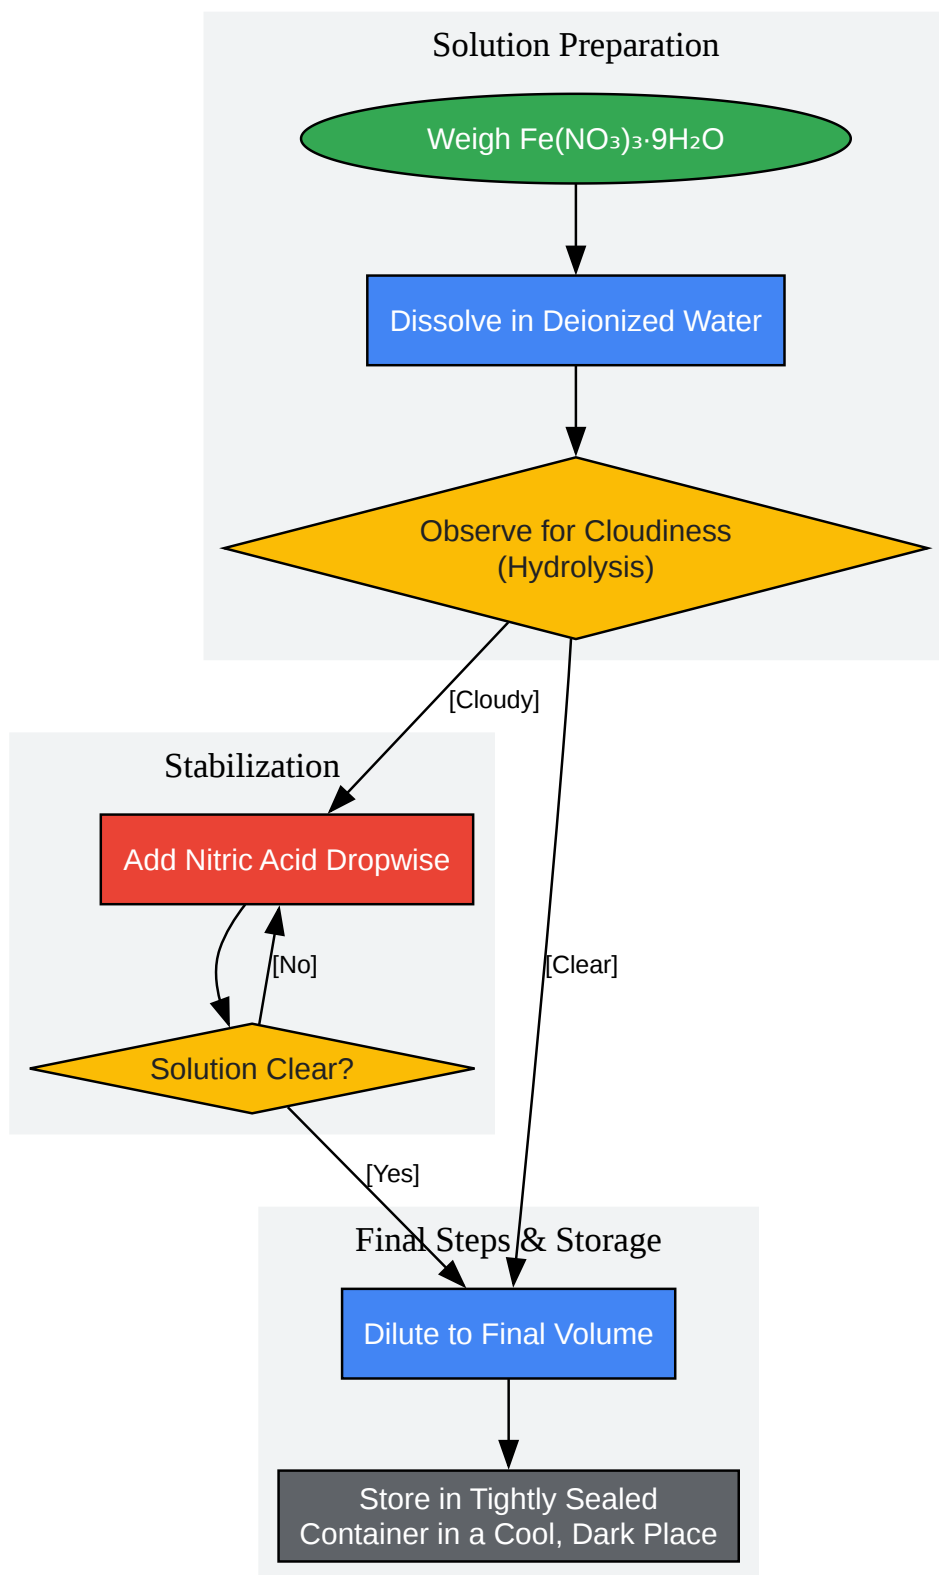 Solution Preparation
Weigh Fe(NO₃)₃·9H₂O
Dissolve in Deionized Water
Observe for Cloudiness
(Hydrolysis)
[Cloudy]
Stabilization
Add Nitric Acid Dropwise
[No]
[Clear]
Solution Clear?
[Yes]
Final Steps & Storage
Dilute to Final Volume
Store in Tightly Sealed
Container in a Cool, Dark Place